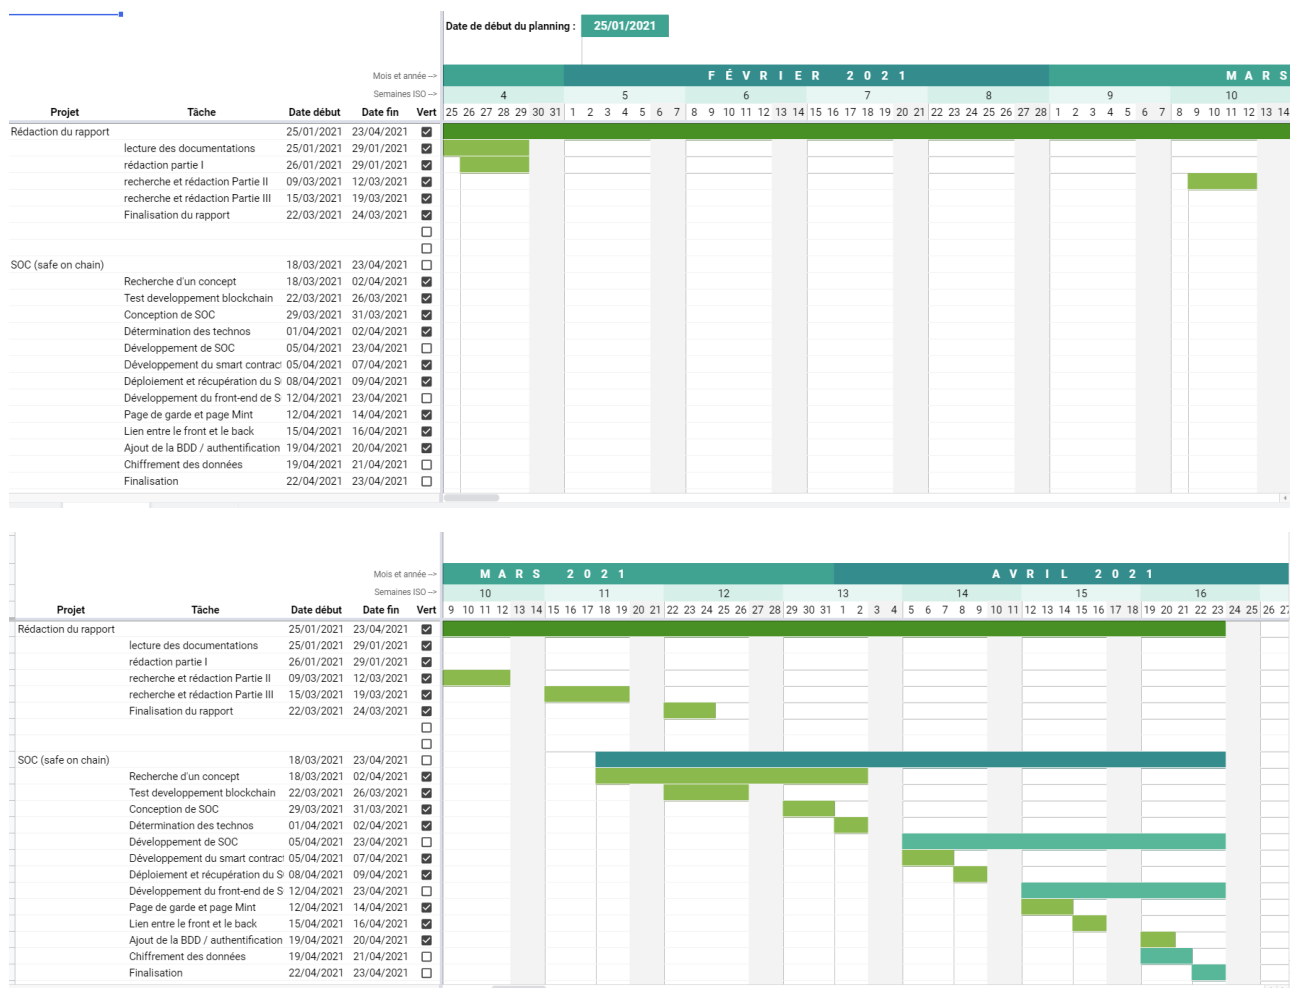 Date de début du planning : 25/01/2021
Mois et année --> FÉVRIER 2021 MARS
Semaines ISO --> 4 5 6 7 8 9 10
Projet Tâche Date début Date fin Vert 25 26 27 28 29 30 31 1 2 3 4 5 6 7 8 9 10 11 12 13 14 15 16 17 18 19 20 21 22 23 24 25 26 27 28 1 2 3 4 5 6 7 8 9 10 11 12 13 14
Rédaction du rapport 25/01/2021 23/04/2021
lecture des documentations 25/01/2021 29/01/2021
rédaction partie I 26/01/2021 29/01/2021
recherche et rédaction Partie II 09/03/2021 12/03/2021
recherche et rédaction Partie III 15/03/2021 19/03/2021
Finalisation du rapport 22/03/2021 24/03/2021
SOC (safe on chain) 18/03/2021 23/04/2021
Recherche d'un concept 18/03/2021 02/04/2021
Test developpement blockchain 22/03/2021 26/03/2021
Conception de SOC 29/03/2021 31/03/2021
Détermination des technos 01/04/2021 02/04/2021
Développement de SOC 05/04/2021 23/04/2021
Développement du smart contract 05/04/2021 07/04/2021
Déploiement et récupération du S 08/04/2021 09/04/2021
Développement du front-end de S 12/04/2021 23/04/2021
Page de garde et page Mint 12/04/2021 14/04/2021
Lien entre le front et le back 15/04/2021 16/04/2021
Ajout de la BDD / authentification 19/04/2021 20/04/2021
Chiffrement des données 19/04/2021 21/04/2021
Finalisation 22/04/2021 23/04/2021
Mois et année --> MARS 2021 AVRIL 2021
Semaines ISO --> 10 11 12 13 14 15 16
Projet Tâche Date début Date fin Vert 9 10 11 12 13 14 15 16 17 18 19 20 21 22 23 24 25 26 27 28 29 30 31 1 2 3 4 5 6 7 8 9 10 11 12 13 14 15 16 17 18 19 20 21 22 23 24 25 26 27
Rédaction du rapport 25/01/2021 23/04/2021
lecture des documentations 25/01/2021 29/01/2021
rédaction partie I 26/01/2021 29/01/2021
recherche et rédaction Partie II 09/03/2021 12/03/2021
recherche et rédaction Partie III 15/03/2021 19/03/2021
Finalisation du rapport 22/03/2021 24/03/2021
SOC (safe on chain) 18/03/2021 23/04/2021
Recherche d'un concept 18/03/2021 02/04/2021
Test developpement blockchain 22/03/2021 26/03/2021
Conception de SOC 29/03/2021 31/03/2021
Détermination des technos 01/04/2021 02/04/2021
Développement de SOC 05/04/2021 23/04/2021
Développement du smart contract 05/04/2021 07/04/2021
Déploiement et récupération du S 08/04/2021 09/04/2021
Développement du front-end de S 12/04/2021 23/04/2021
Page de garde et page Mint 12/04/2021 14/04/2021
Lien entre le front et le back 15/04/2021 16/04/2021
Ajout de la BDD / authentification 19/04/2021 20/04/2021
Chiffrement des données 19/04/2021 21/04/2021
Finalisation 22/04/2021 23/04/2021